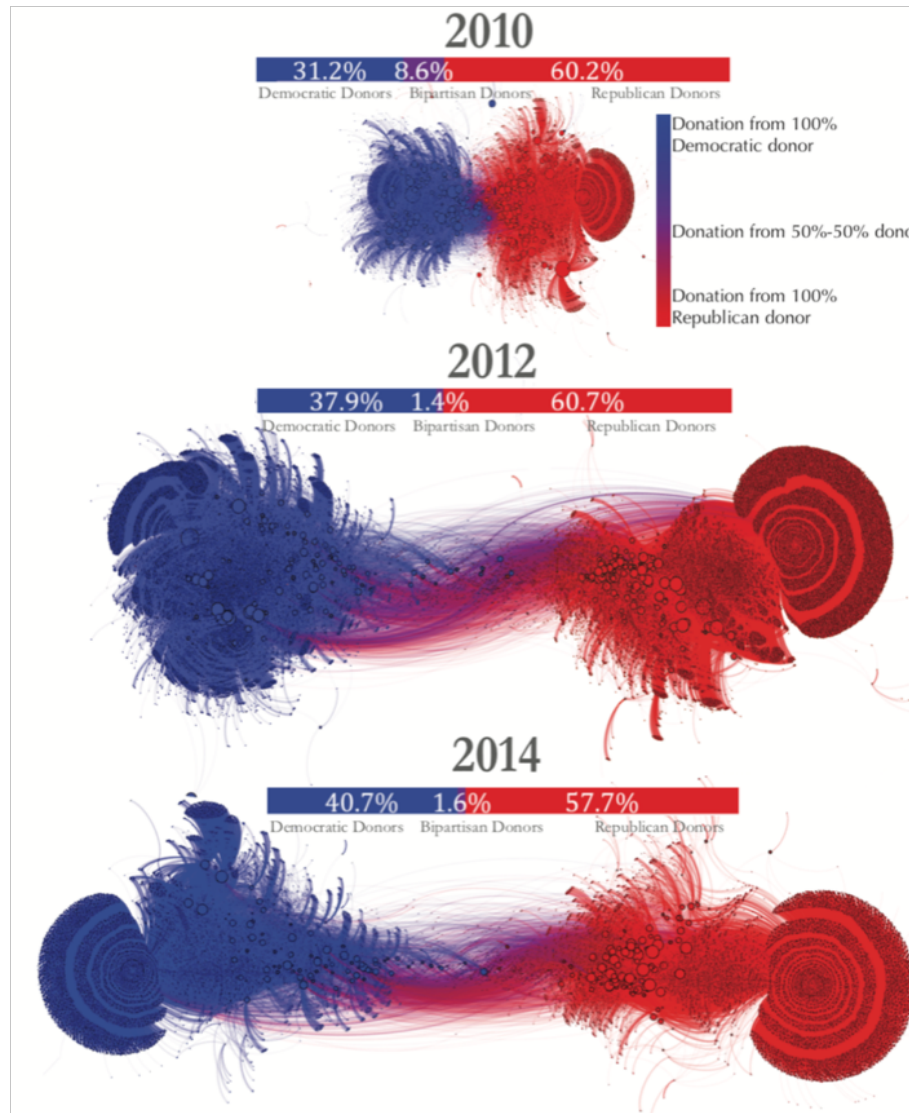 2010
31.2% 8.6% 60.2%
Democratic Donors Bipartisan Donors Republican Donors
Donation from 100%
Democratic donor
Donation from 50%-50% dono
Donation from 100%
Republican donor
2012
37.9% 1.4% 60.7%
Democratic Donors Bipartisan Donors Republican Donors
2014
40.7% 1.6% 57.7%
Democratic Donors Bipartisan Donors Republican Donors